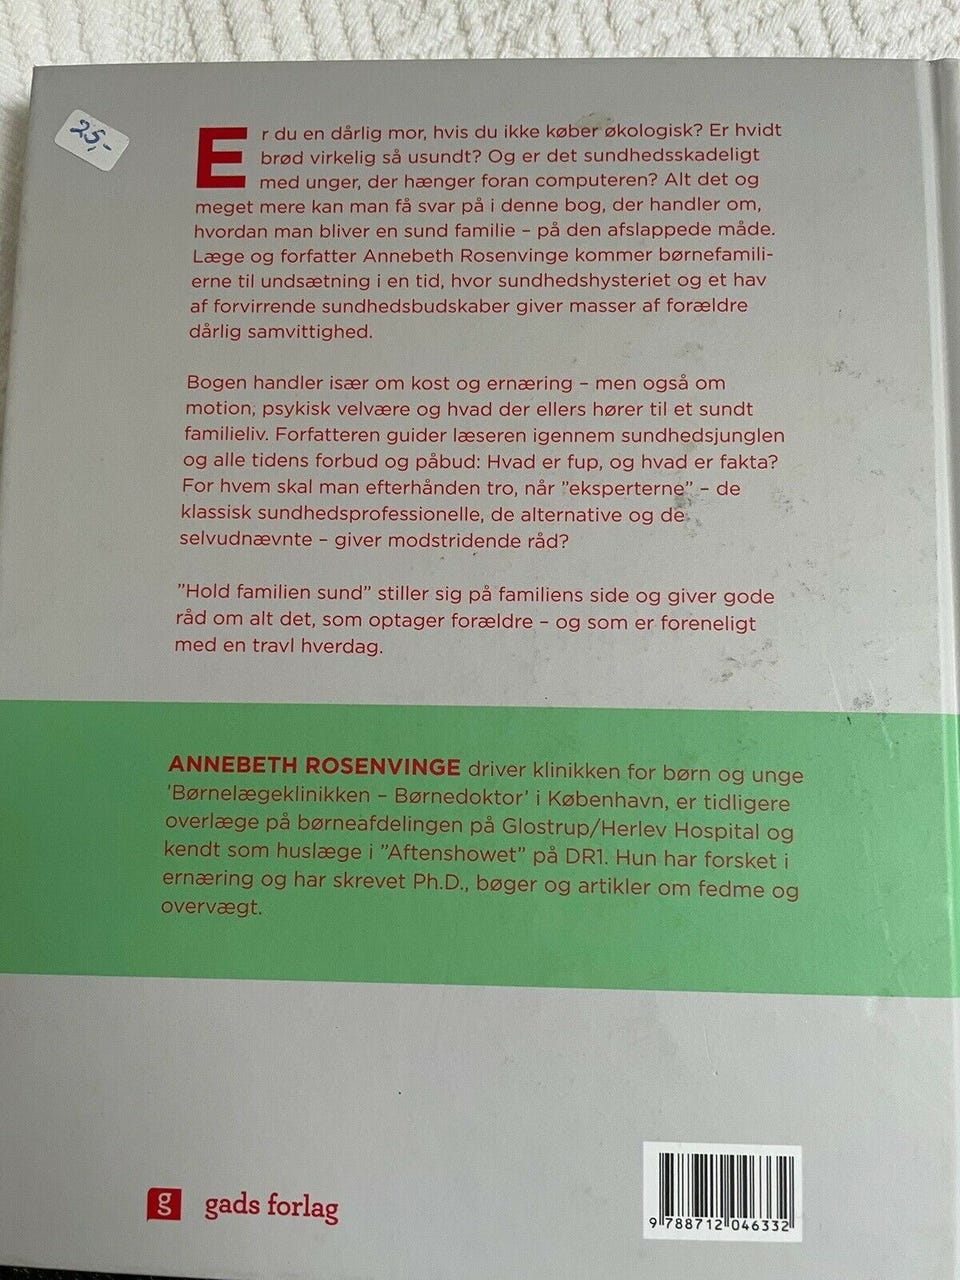 25,-
Er du en dårlig mor, hvis du ikke køber økologisk? Er hvidt
brød virkelig så usundt? Og er det sundhedsskadeligt
med unger, der hænger foran computeren? Alt det og
meget mere kan man få svar på i denne bog, der handler om,
hvordan man bliver en sund familie – på den afslappede måde.
Læge og forfatter Annebeth Rosenvinge kommer børnefamili-
erne til undsætning i en tid, hvor sundhedshysteriet og et hav
af forvirrende sundhedsbudskaber giver masser af forældre
dårlig samvittighed.
Bogen handler især om kost og ernæring – men også om
motion, psykisk velvære og hvad der ellers hører til et sundt
familieliv. Forfatteren guider læseren igennem sundhedsjunglen
og alle tidens forbud og påbud: Hvad er fup, og hvad er fakta?
For hvem skal man efterhånden tro, når ”eksperterne” – de
klassisk sundhedsprofessionelle, de alternative og de
selvudnævnte – giver modstridende råd?
”Hold familien sund” stiller sig på familiens side og giver gode
råd om alt det, som optager forældre – og som er foreneligt
med en travl hverdag.
ANNEBETH ROSENVINGE driver klinikken for børn og unge
’Børnelægeklinikken – Børnedoktor’ i København, er tidligere
overlæge på børneafdelingen på Glostrup/Herlev Hospital og
kendt som huslæge i ”Aftenshowet” på DR1. Hun har forsket i
ernæring og har skrevet Ph.D., bøger og artikler om fedme og
overvægt.
g gads forlag
9 788712 046332